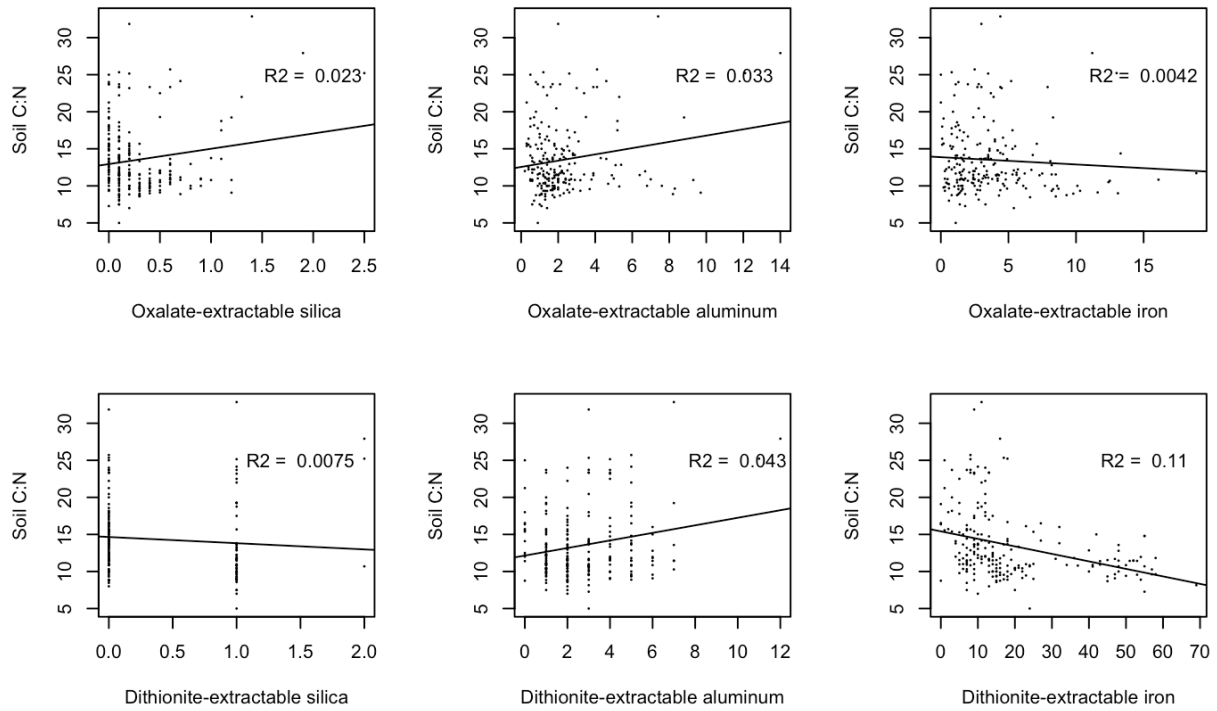 Soil C:N
5 10 15 20 25 30
R2 = 0.023
0.0 0.5 1.0 1.5 2.0 2.5
Oxalate-extractable silica
Soil C:N
5 10 15 20 25 30
R2 = 0.033
0 2 4 6 8 10 12 14
Oxalate-extractable aluminum
Soil C:N
5 10 15 20 25 30
R2 = 0.0042
0 5 10 15
Oxalate-extractable iron
Soil C:N
5 10 15 20 25 30
R2 = 0.0075
0.0 0.5 1.0 1.5 2.0
Dithionite-extractable silica
Soil C:N
5 10 15 20 25 30
R2 = 0.043
0 2 4 6 8 10 12
Dithionite-extractable aluminum
Soil C:N
5 10 15 20 25 30
R2 = 0.11
0 10 20 30 40 50 60 70
Dithionite-extractable iron